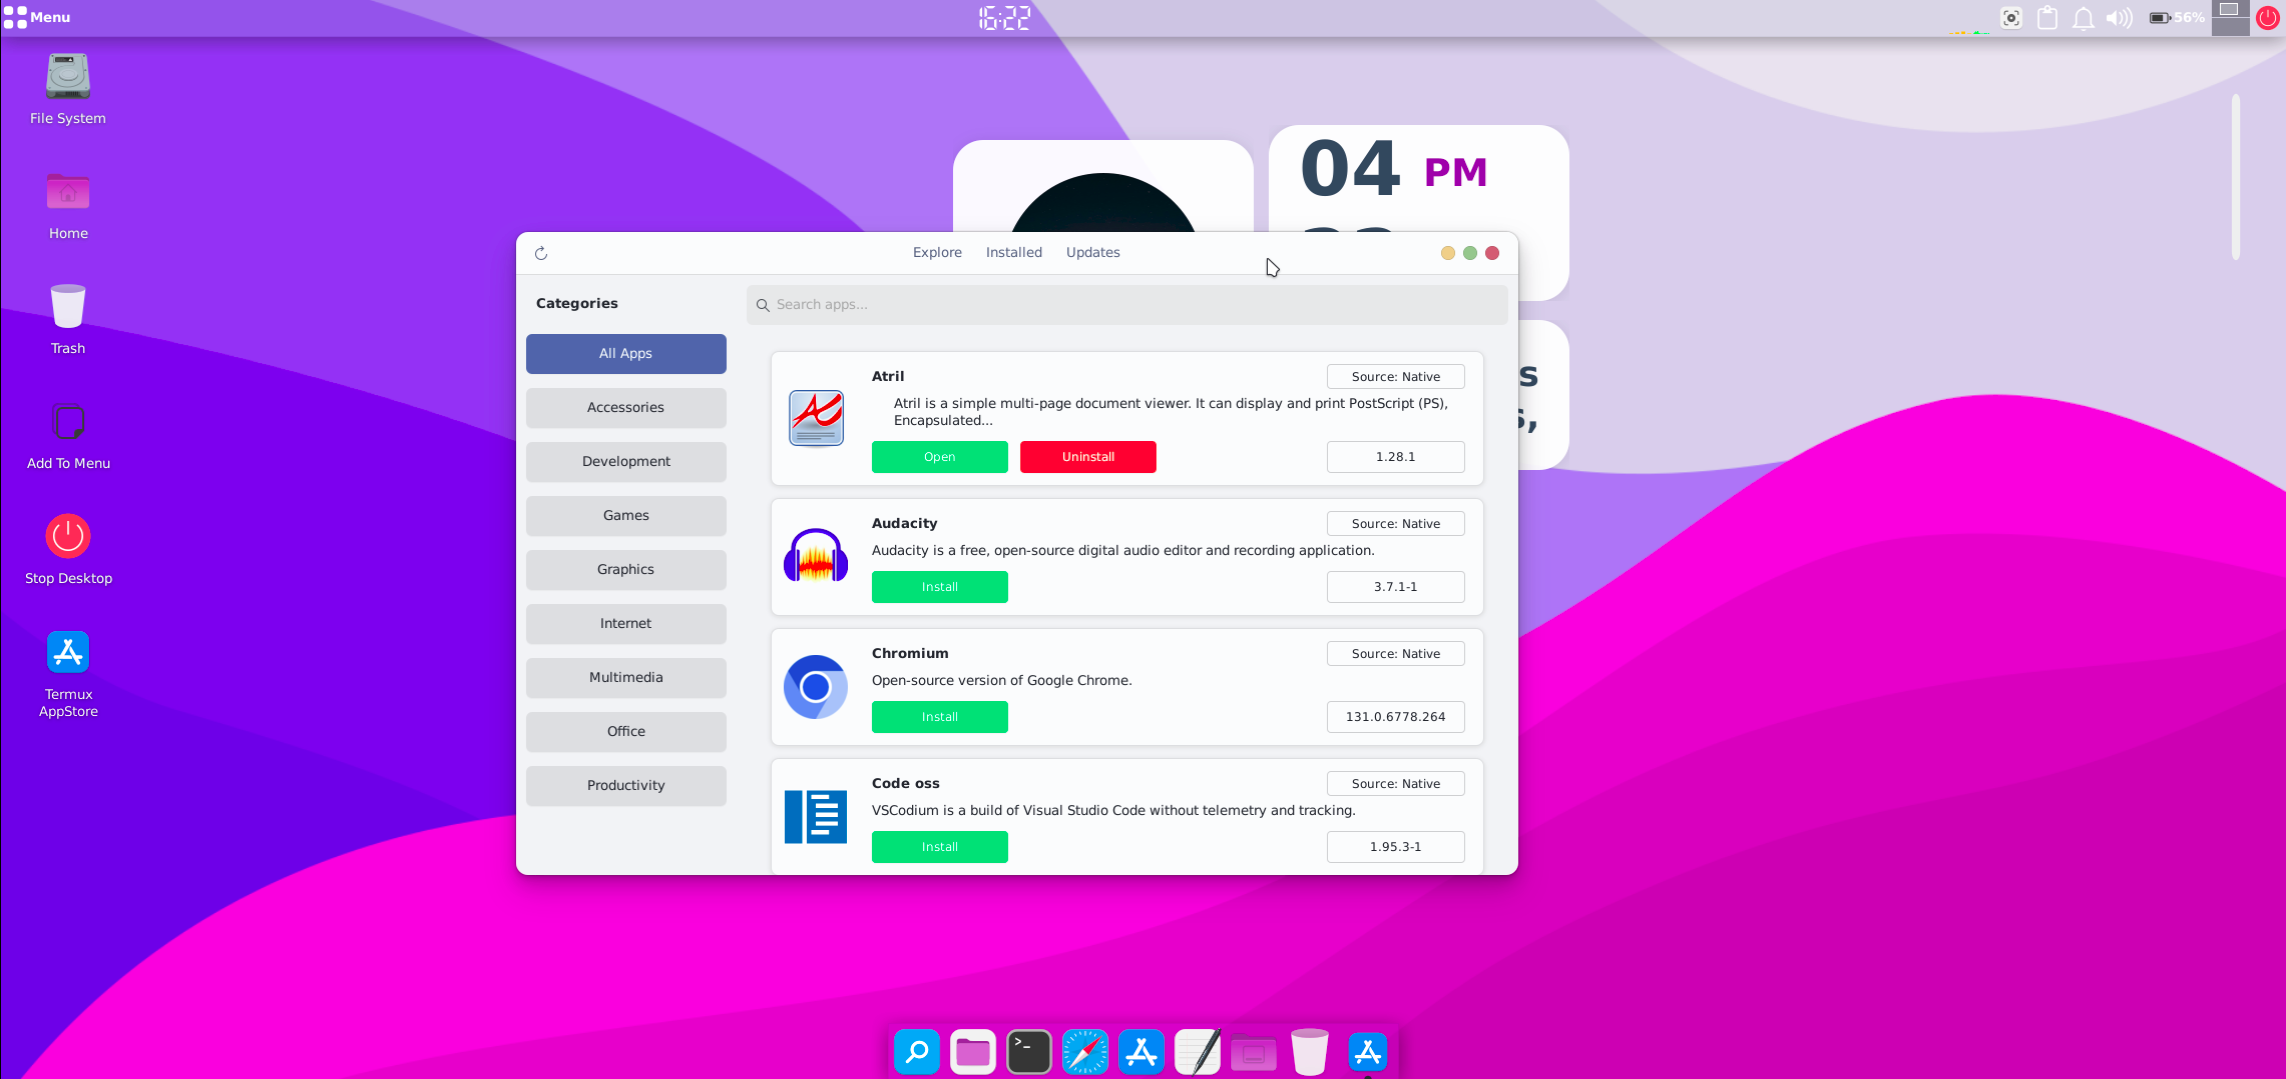 Menu
16:22
56%
File System
Home
Trash
Add To Menu
Stop Desktop
Termux
AppStore
04 PM
s
s,
Explore Installed Updates
Categories
Search apps...
All Apps
Accessories
Development
Games
Graphics
Internet
Multimedia
Office
Productivity
Atril
Source: Native
Atril is a simple multi-page document viewer. It can display and print PostScript (PS),
Encapsulated...
Open
Uninstall
1.28.1
Audacity
Source: Native
Audacity is a free, open-source digital audio editor and recording application.
Install
3.7.1-1
Chromium
Source: Native
Open-source version of Google Chrome.
Install
131.0.6778.264
Code oss
Source: Native
VSCodium is a build of Visual Studio Code without telemetry and tracking.
Install
1.95.3-1
>_